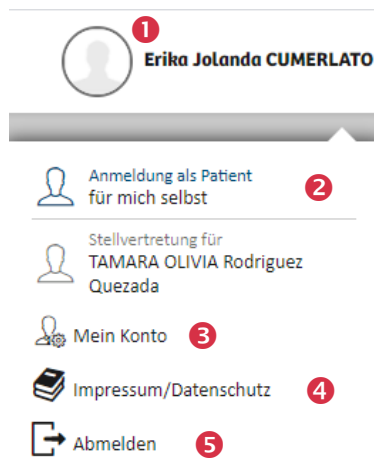 1
Erika Jolanda CUMERLATO
Anmeldung als Patient
für mich selbst
2
Stellvertretung für
TAMARA OLIVIA Rodriguez
Quezada
Mein Konto 3
Impressum/Datenschutz 4
Abmelden 5